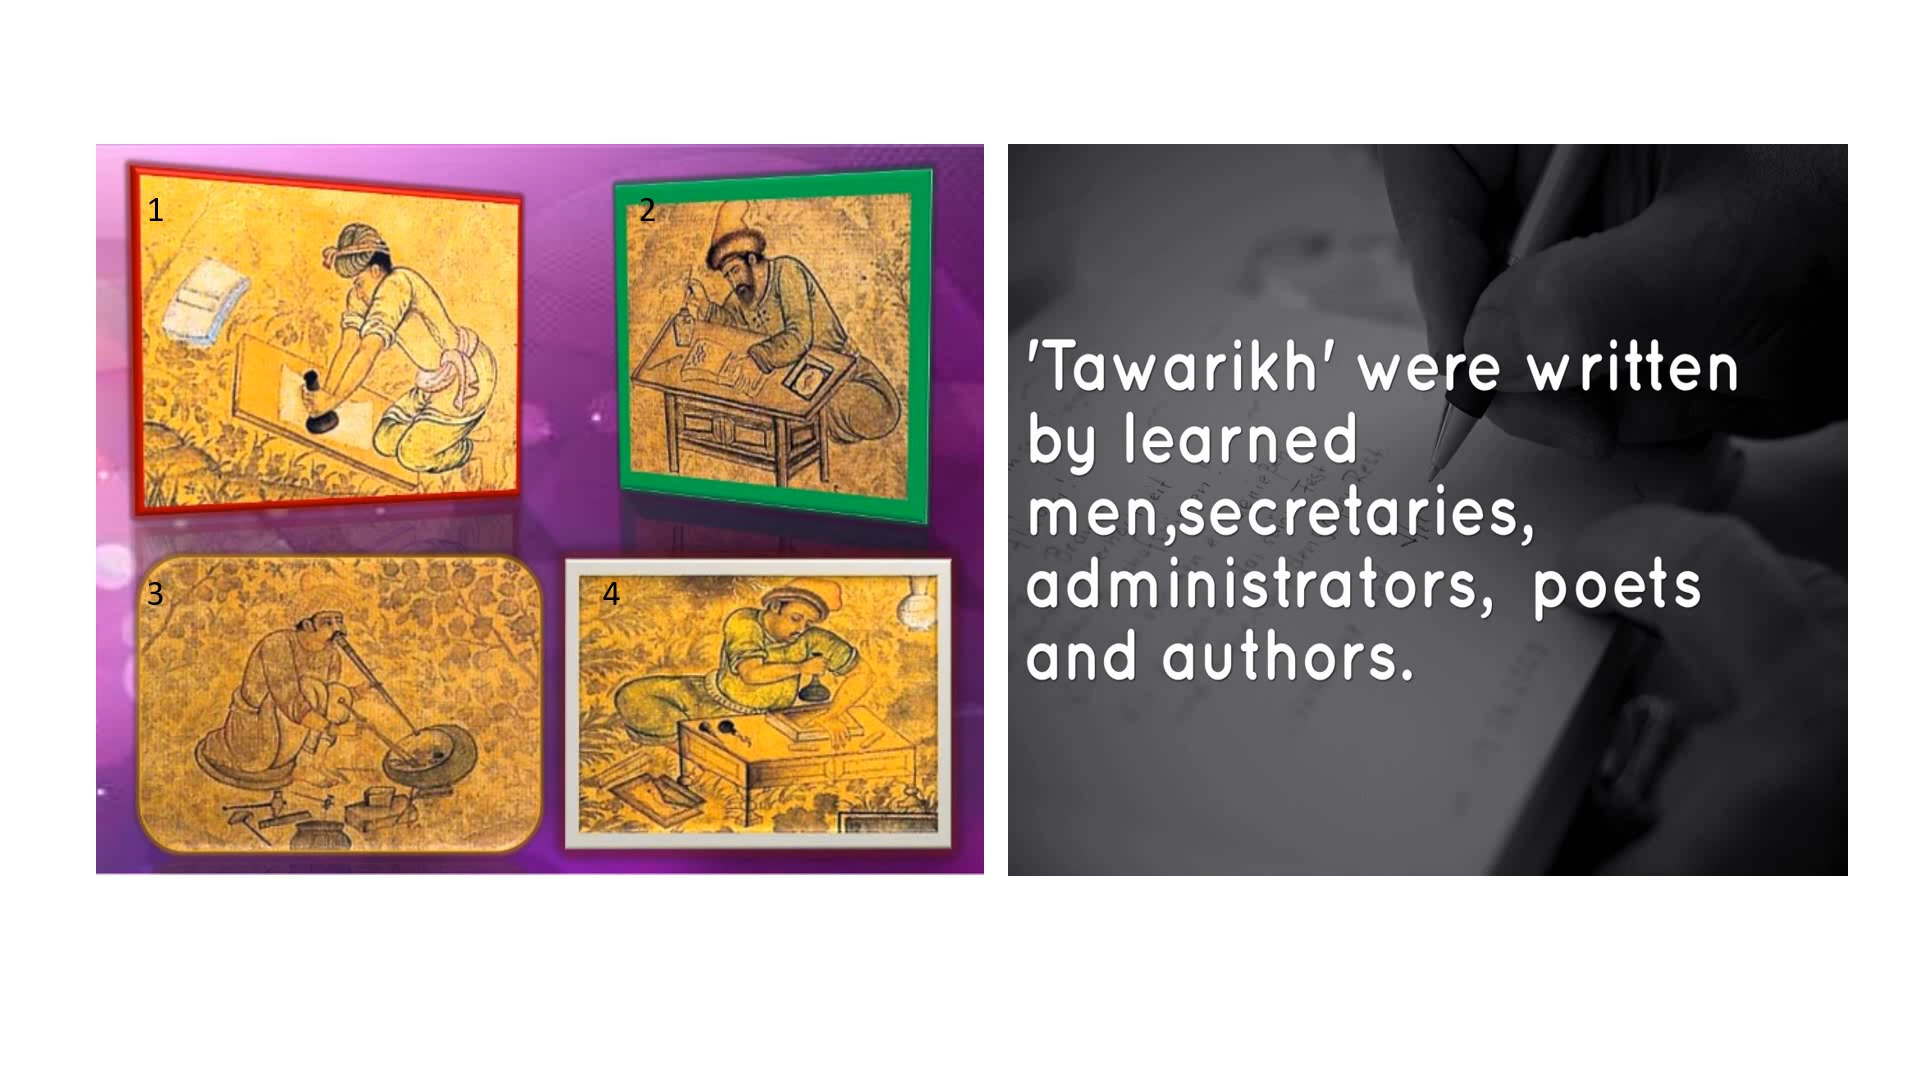 1
2
3
4
'Tawarikh' were written
by learned
men,secretaries,
administrators, poets
and authors.